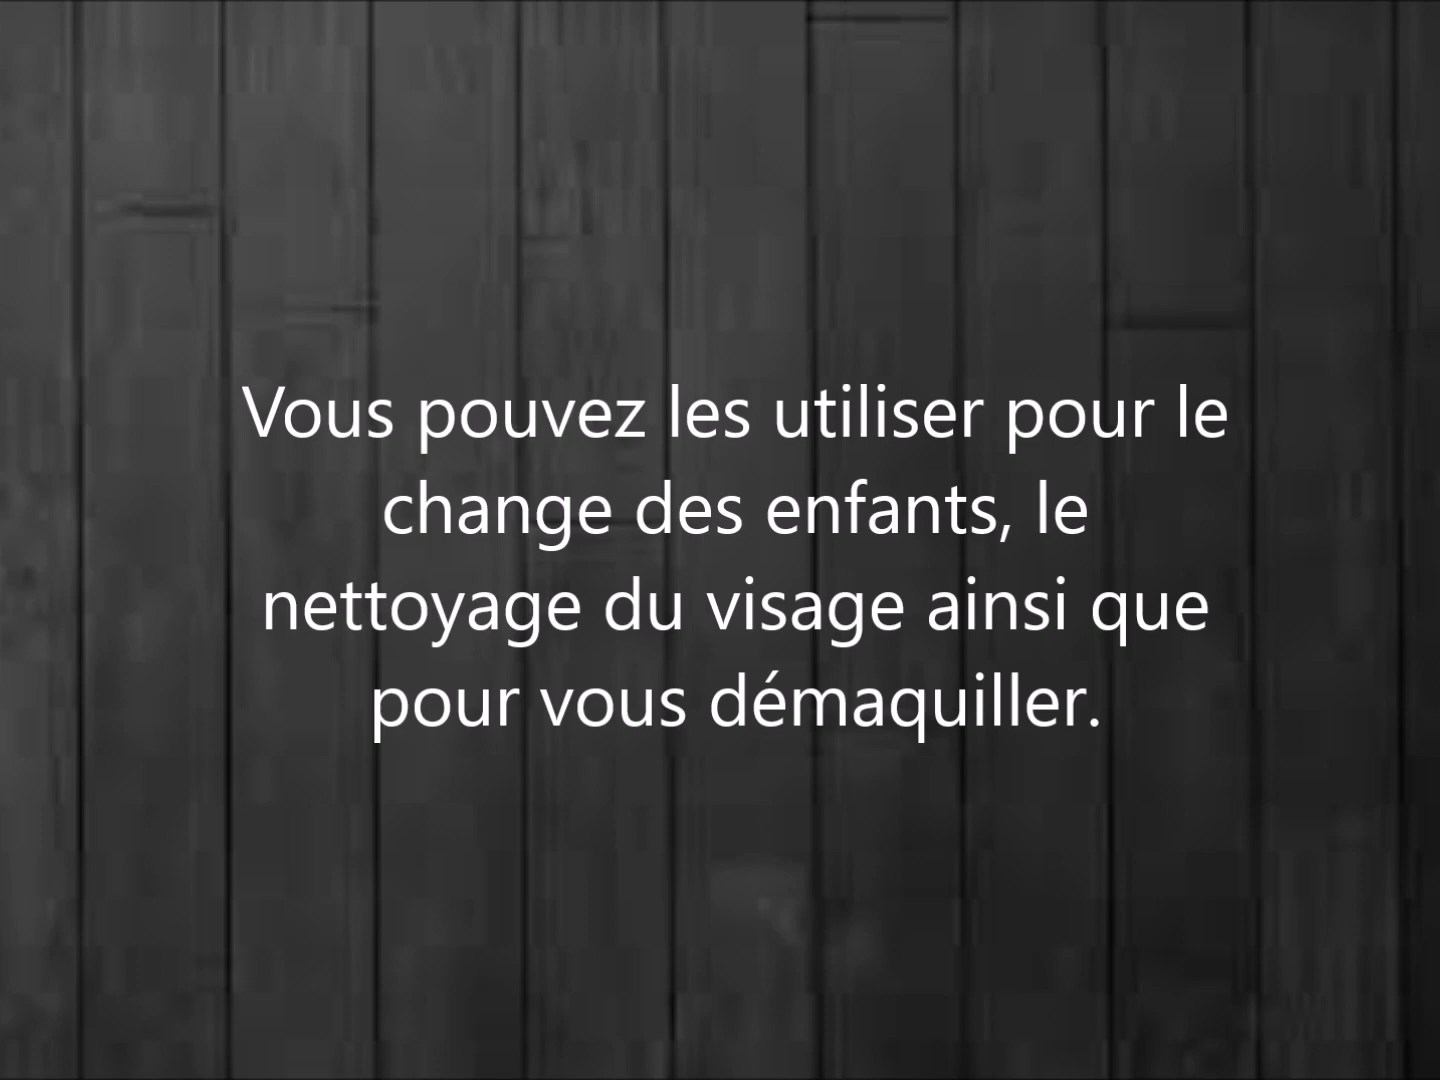 Vous pouvez les utiliser pour le
change des enfants, le
nettoyage du visage ainsi que
pour vous démaquiller.